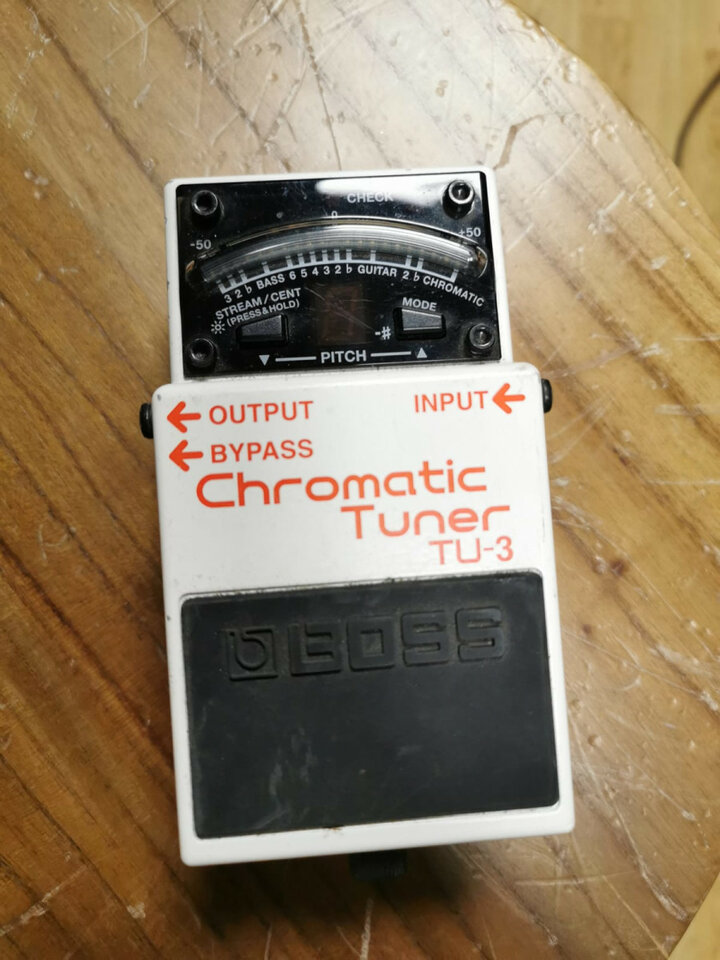 CHECK
0
-50 +50
3 2 ♭ BASS 6 5 4 3 2 ♭ GUITAR 2 ♭ CHROMATIC
STREAM/CENT
(PRESS&HOLD)
MODE
-#
▼ PITCH ▲
← OUTPUT INPUT ←
← BYPASS
Chromatic
Tuner
TU-3
BOSS